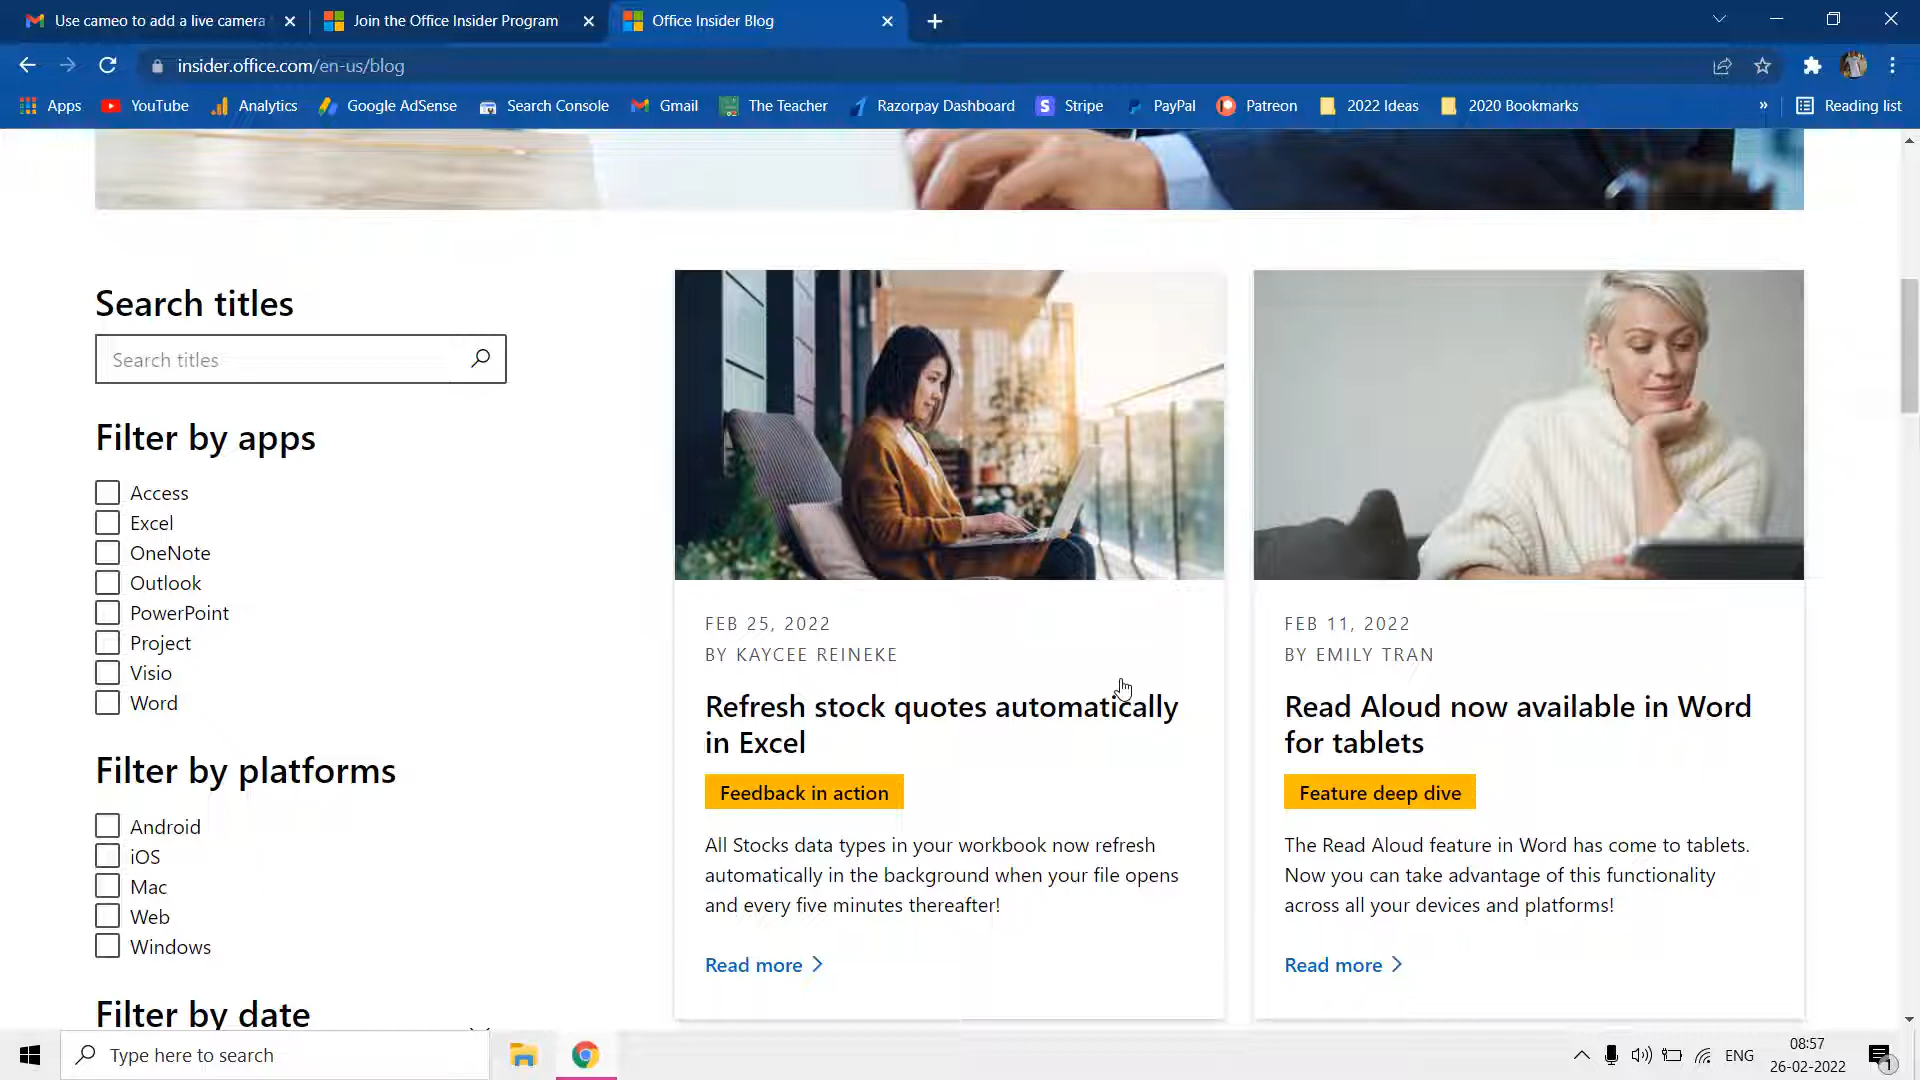 Use cameo to add a live camera
Join the Office Insider Program
Office Insider Blog
insider.office.com/en-us/blog
Apps
YouTube
Analytics
Google AdSense
Search Console
Gmail
The Teacher
Razorpay Dashboard
Stripe
PayPal
Patreon
2022 Ideas
2020 Bookmarks
»
Reading list
Search titles
Search titles
Filter by apps
Access
Excel
OneNote
Outlook
PowerPoint
Project
Visio
Word
Filter by platforms
Android
iOS
Mac
Web
Windows
Filter by date
FEB 25, 2022
BY KAYCEE REINEKE
Refresh stock quotes automatically
in Excel
Feedback in action
All Stocks data types in your workbook now refresh
automatically in the background when your file opens
and every five minutes thereafter!
Read more
FEB 11, 2022
BY EMILY TRAN
Read Aloud now available in Word
for tablets
Feature deep dive
The Read Aloud feature in Word has come to tablets.
Now you can take advantage of this functionality
across all your devices and platforms!
Read more
Type here to search
ENG
08:57
26-02-2022
1